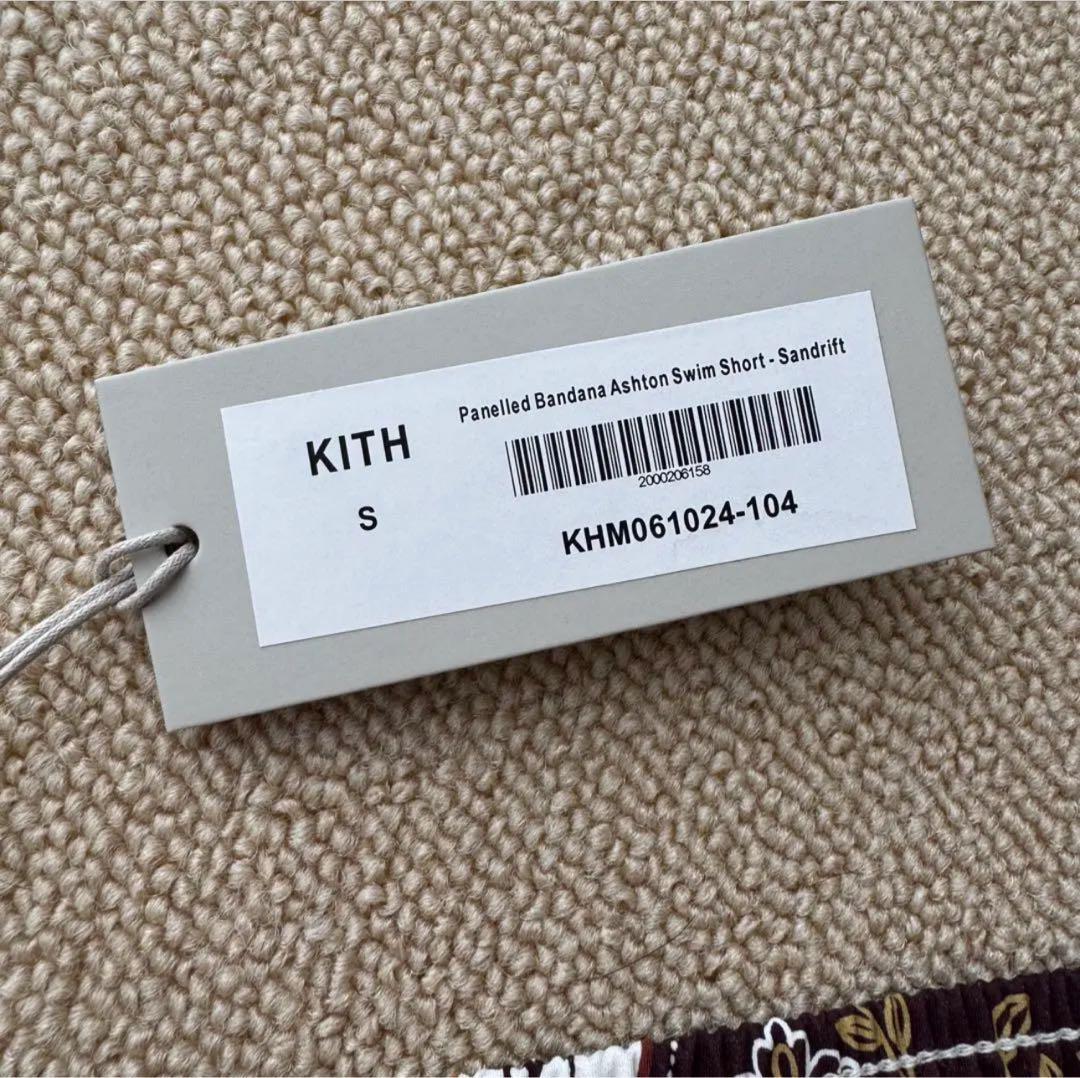 KITH
S
Panelled Bandana Ashton Swim Short - Sandrift
2000206158
KHM061024-104